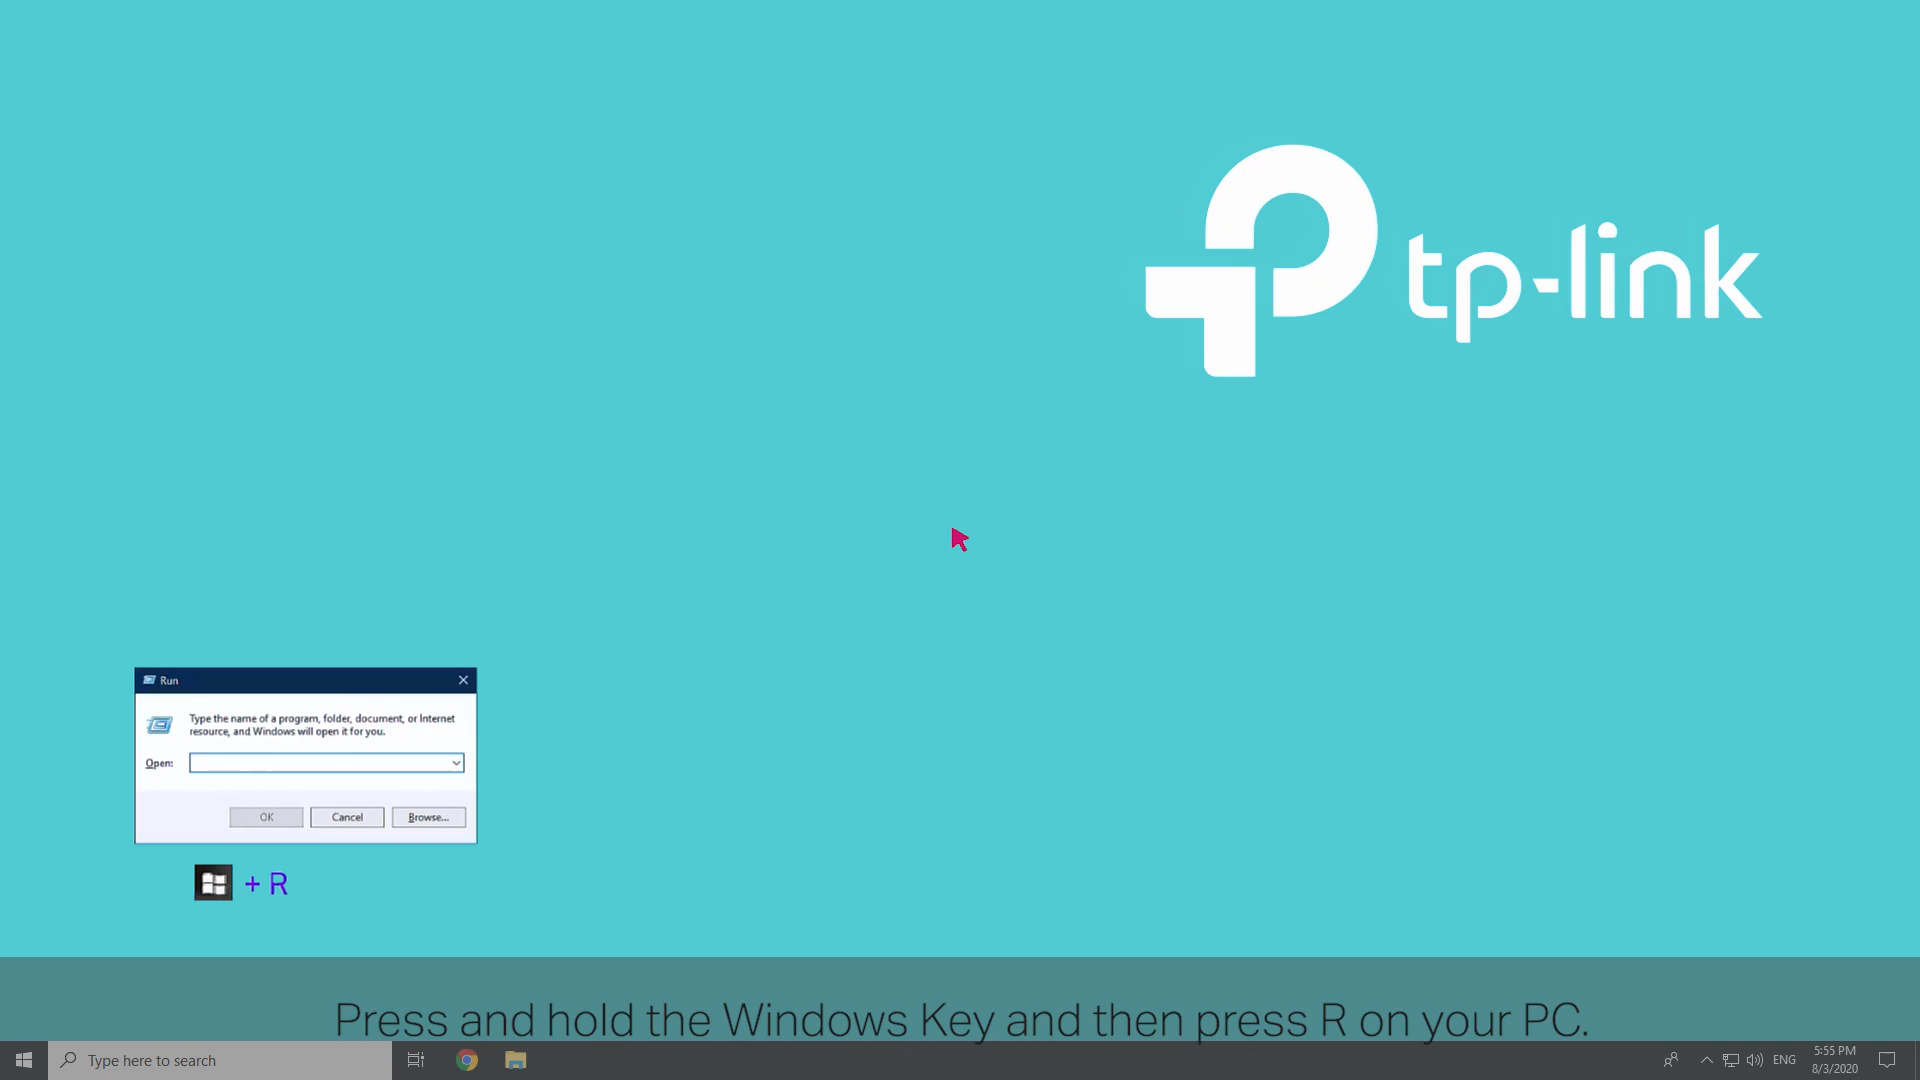 tp-link
Run
Type the name of a program, folder, document, or Internet
resource, and Windows will open it for you.
Open:
OK
Cancel
Browse...
+ R
Press and hold the Windows Key and then press R on your PC.
Type here to search
ENG
5:55 PM
8/3/2020